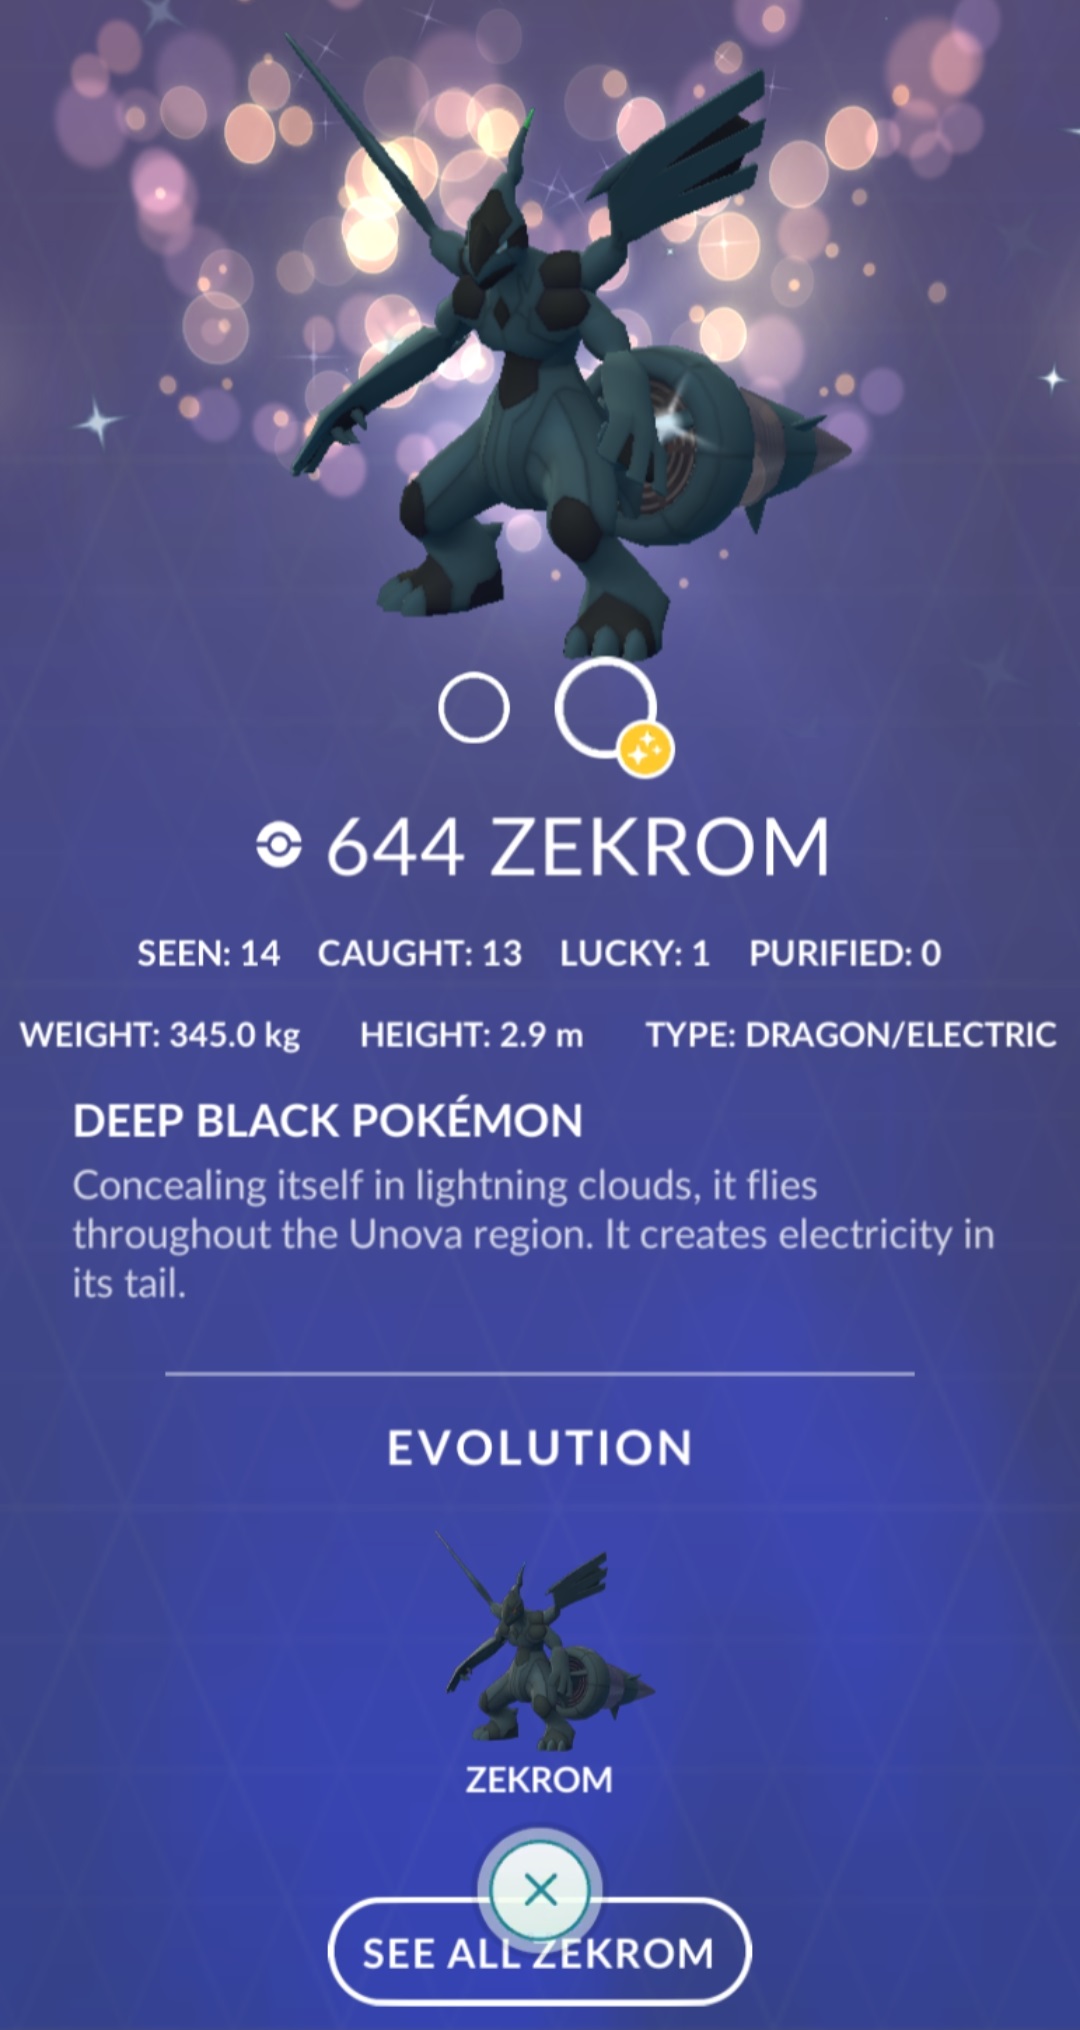 644 ZEKROM
SEEN: 14 CAUGHT: 13 LUCKY: 1 PURIFIED: 0
WEIGHT: 345.0 kg HEIGHT: 2.9 m TYPE: DRAGON/ELECTRIC
DEEP BLACK POKÉMON
Concealing itself in lightning clouds, it flies
throughout the Unova region. It creates electricity in
its tail.
EVOLUTION
ZEKROM
SEE ALL ZEKROM